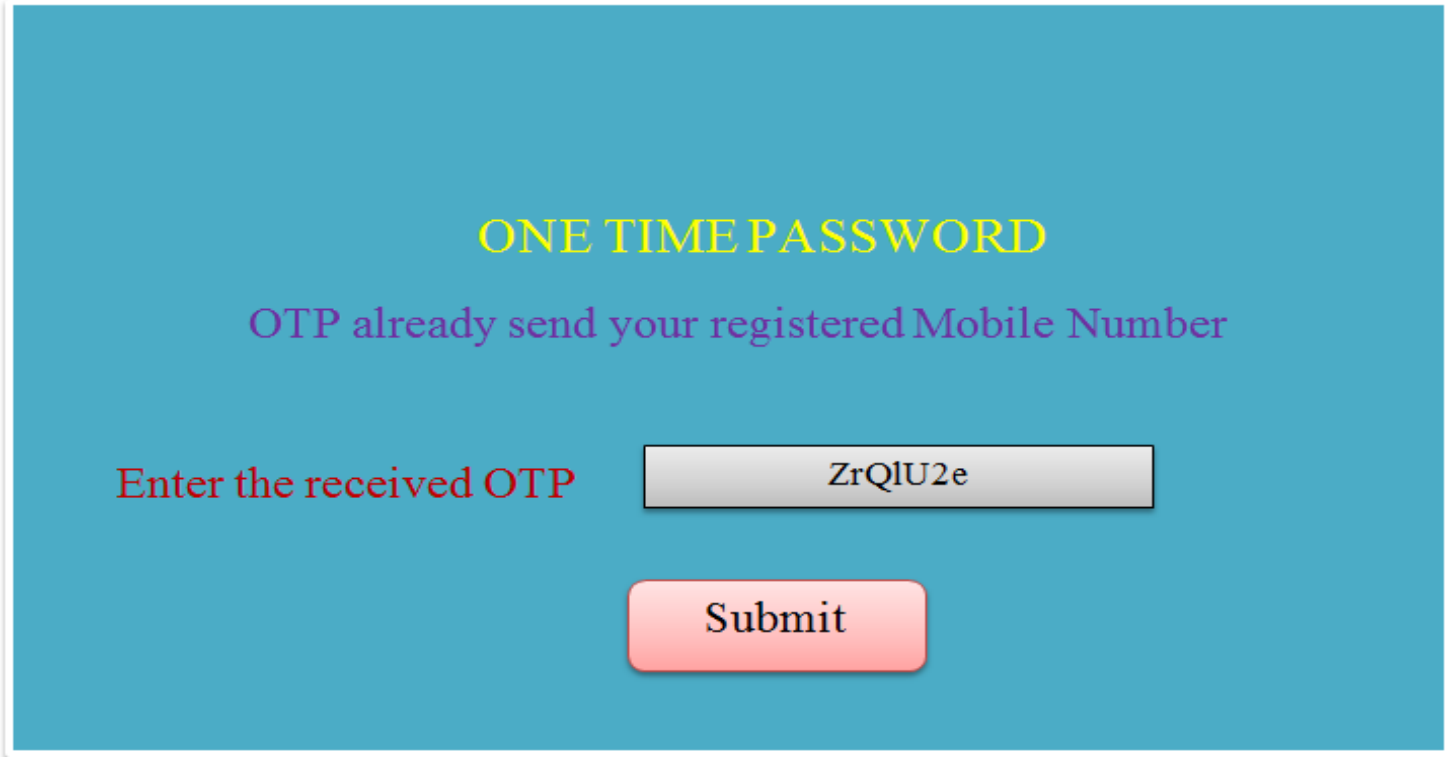 ONE TIME PASSWORD
OTP already send your registered Mobile Number
Enter the received OTP
ZrQlU2e
Submit